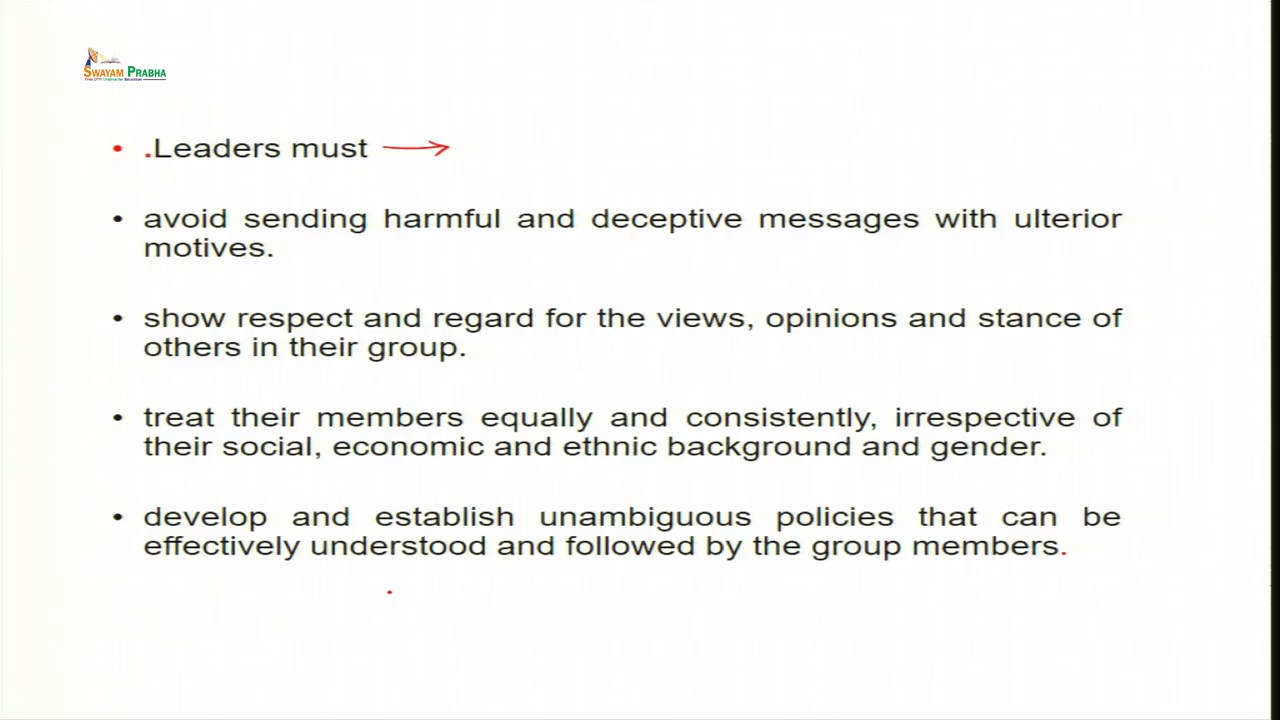 SWAYAM PRABHA
• .Leaders must →
• avoid sending harmful and deceptive messages with ulterior
motives.
• show respect and regard for the views, opinions and stance of
others in their group.
• treat their members equally and consistently, irrespective of
their social, economic and ethnic background and gender.
• develop and establish unambiguous policies that can be
effectively understood and followed by the group members.